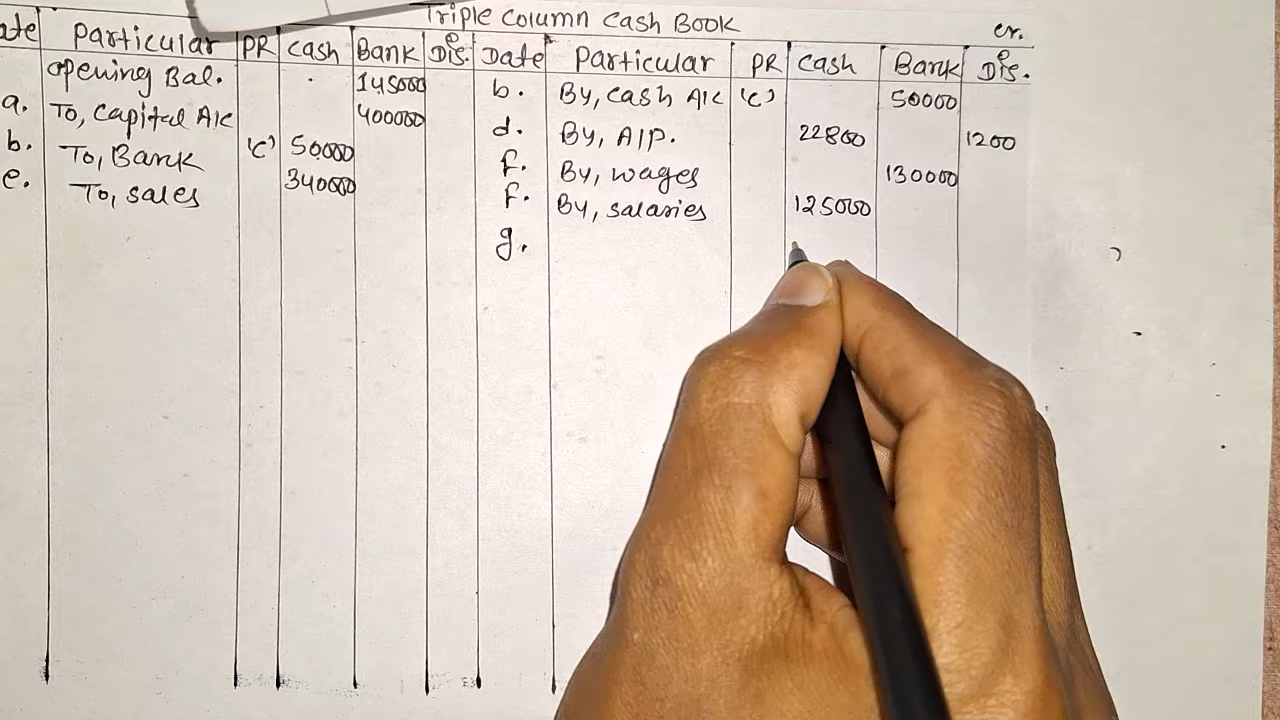 Triple Column Cash Book
cr.
ate Particular PR Cash Bank Dis. Date Particular PR Cash Bank Dis.
Opening Bal. 145000 b. By, Cash A/c 'C' 50000
a. To, Capital A/c 400000 d. By, A/P. 22800 1200
b. To, Bank 'C' 50000 f. By, wages 130000
e. To, sales 340000 f. By, salaries 125000
g.